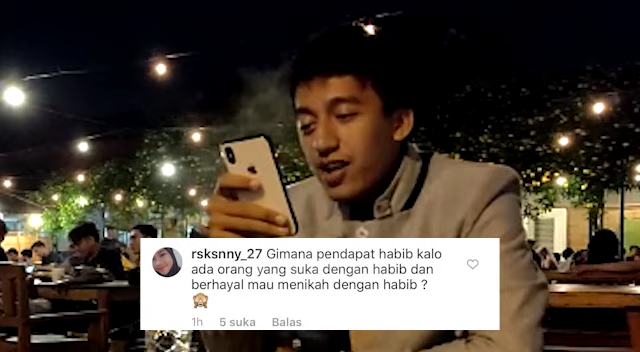 rsksnny_27 Gimana pendapat habib kalo
ada orang yang suka dengan habib dan
berhayal mau menikah dengan habib ?
🙈
1h 5 suka Balas